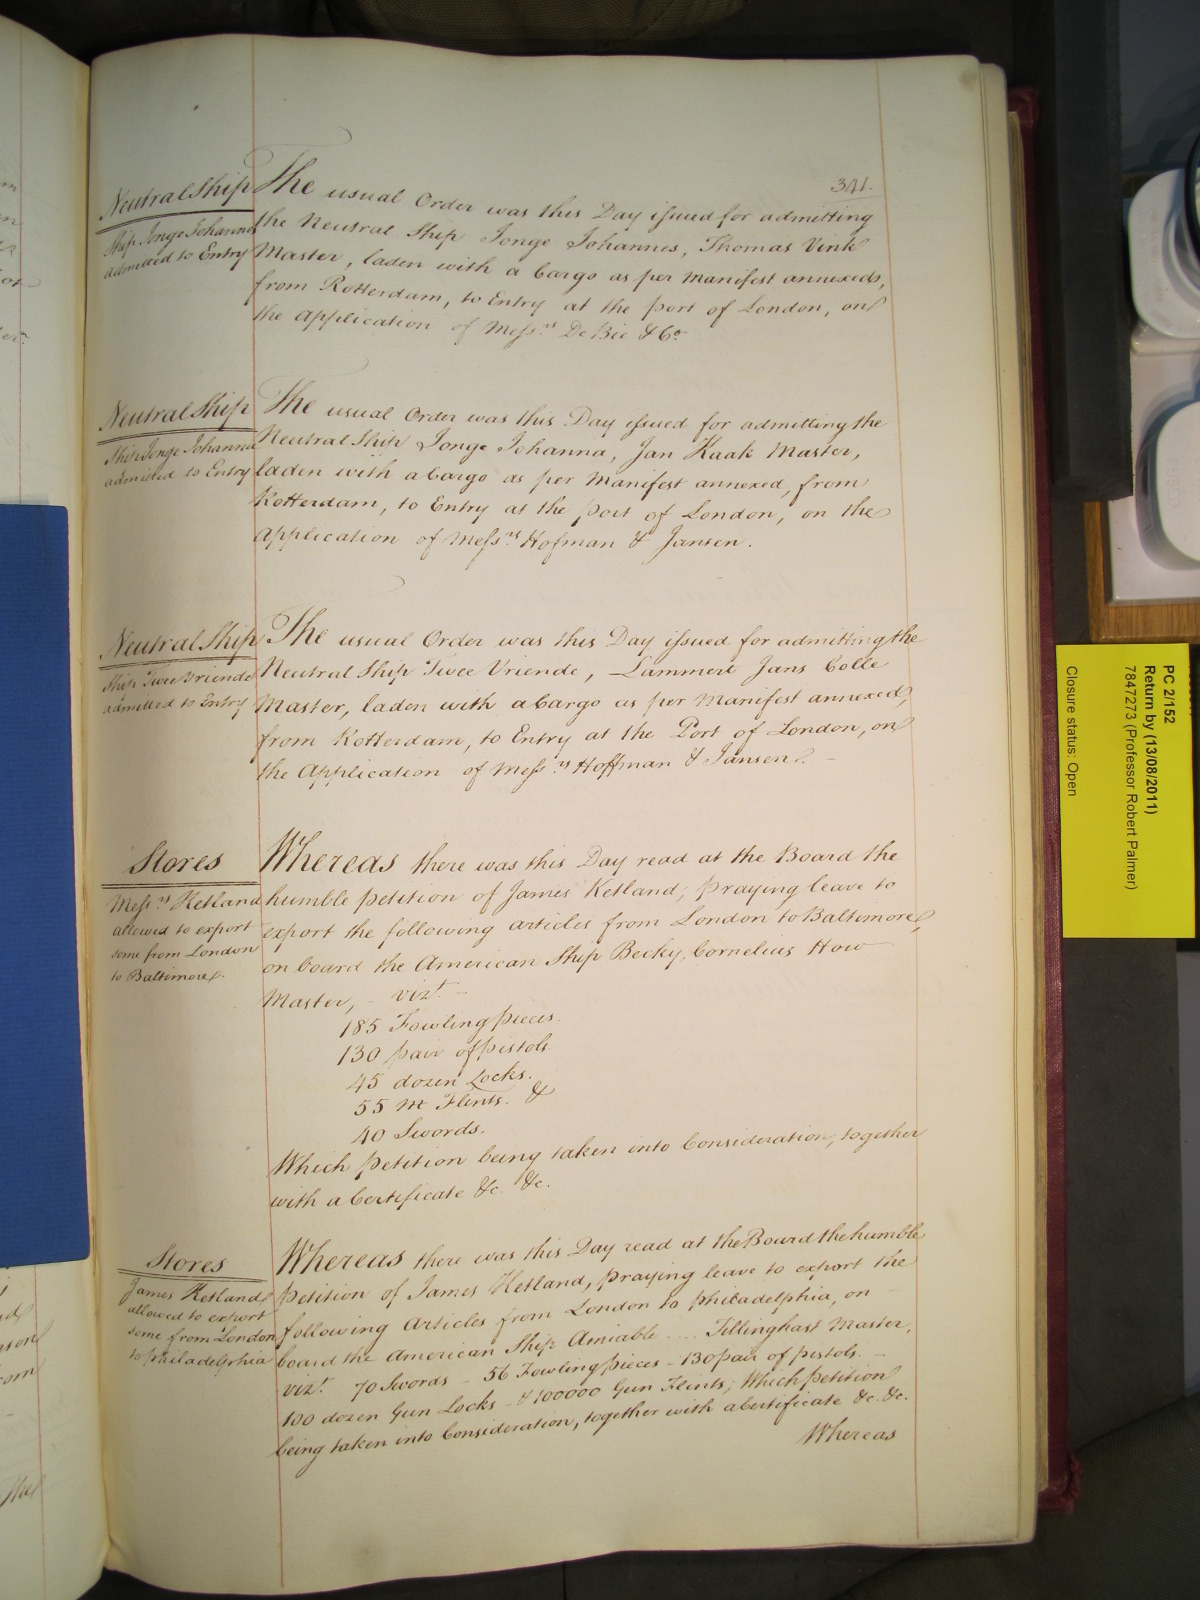 341.
Neutral Ship
Ship Jonge Johannes
admitted to Entry
The usual Order was this Day issued for admitting
the Neutral Ship Jonge Johannes, Thomas Vink
Master, laden with a Cargo as per Manifest annexed,
from Rotterdam, to Entry at the port of London, on
the Application of Mess.rs De Bie & Co.
Neutral Ship
Ship Jonge Johanna
admitted to Entry
The usual Order was this Day issued for admitting the
Neutral Ship Jonge Johanna, Jan Kaak Master,
laden with a Cargo as per Manifest annexed, from
Rotterdam, to Entry at the port of London, on the
Application of Mess.rs Hofman & Jansen.
Neutral Ship
Ship Twee Vriende
admitted to Entry
The usual Order was this Day issued for admitting the
Neutral Ship Twee Vriende, Lammert Jans Colle
Master, laden with a Cargo as per Manifest annexed,
from Rotterdam, to Entry at the Port of London, on
the Application of Mess.rs Hoffman & Jansen. -
Stores
Mess.rs Ketland
allowed to export
some from London
to Baltimore.
Whereas there was this Day read at the Board the
humble petition of James Ketland, praying leave to
export the following articles from London to Baltimore,
on board the American Ship Becky, Cornelius How
Master, - vizt. -
185 Fowling pieces.
130 pair of pistols.
45 dozen Locks.
55 M Flints. &
40 Swords.
Which petition being taken into Consideration, together
with a Certificate &c. &c.
Stores
James Ketland
allowed to export
some from London
to philadelphia
Whereas there was this Day read at the Board the humble
petition of James Ketland, praying leave to export the
following Articles from London to philadelphia, on
board the American Ship Amiable .... Tillinghast Master,
vizt. 70 Swords - 56 Fowling pieces - 130 pair of pistols. -
100 dozen Gun Locks - & 100000 Gun Flints; Which petition
being taken into Consideration, together with a Certificate &c. &c.
Whereas
PC 2/152
Return by (13/08/2011)
7847273 (Professor Robert Palmer)
Closure status: Open